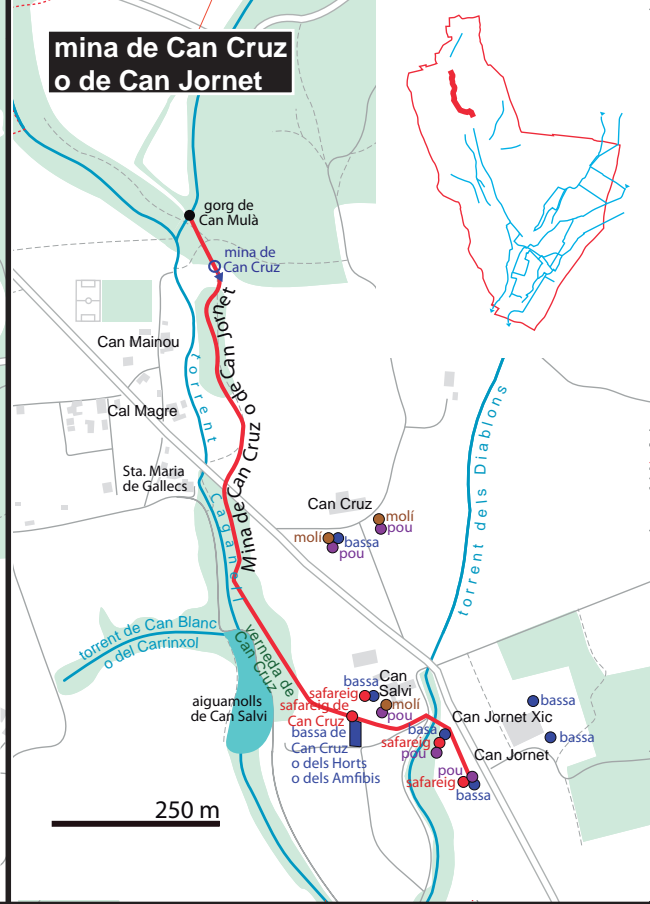 mina de Can Cruz
o de Can Jornet
gorg de
Can Mulà
mina de
Can Cruz
Mina de Can Cruz o de Can Jornet
Can Mainou
torrent Caganell
Cal Magre
Sta. Maria
de Gallecs
Can Cruz
molí
pou
molí
bassa
pou
torrent dels Diablons
torrent de Can Blanc
o del Carrinxol
verneda de
Can Cruz
aiguamolls
de Can Salvi
Can
Salvi
bassa
safareig
molí
pou
safareig de
Can Cruz
bassa de
Can Cruz
o dels Horts
o dels Amfibis
bassa
bassa
Can Jornet Xic
basa
safareig
pou
Can Jornet
pou
safareig
bassa
250 m